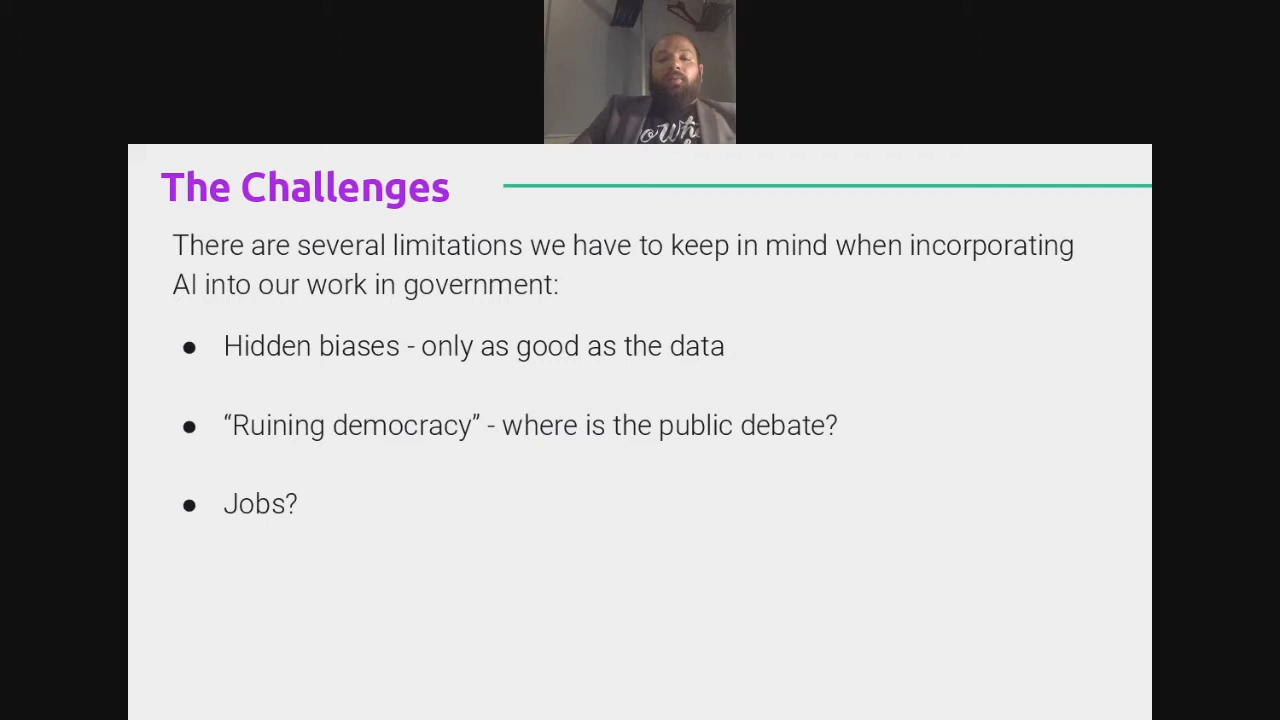 The Challenges
There are several limitations we have to keep in mind when incorporating
AI into our work in government:
● Hidden biases - only as good as the data
● “Ruining democracy” - where is the public debate?
● Jobs?